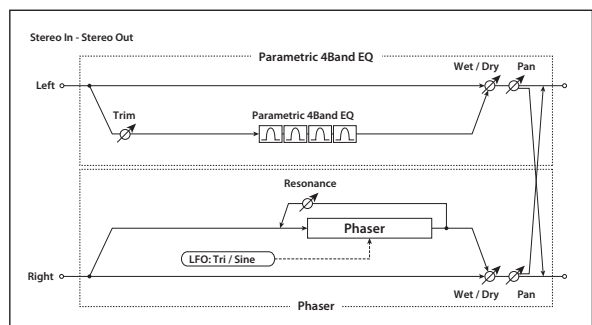 Stereo In - Stereo Out
Parametric 4Band EQ
Wet / Dry
Pan
Left
Trim
Parametric 4Band EQ
Resonance
Phaser
LFO: Tri / Sine
Right
Wet / Dry
Pan
Phaser